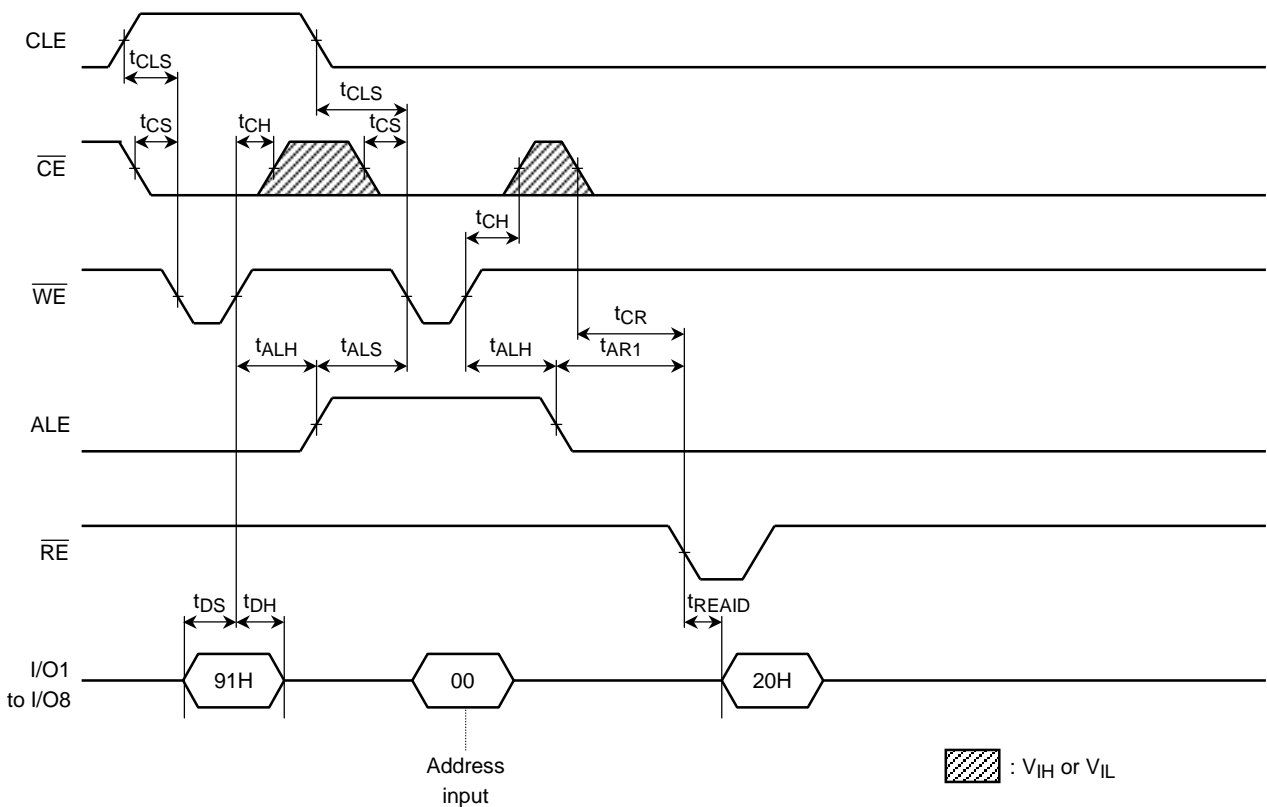 CLE
tCLS
tCLS
tCS
tCH
tCS
CE
tCH
WE
tCR
tALH
tALS
tALH
tAR1
ALE
RE
tDS
tDH
tREAID
I/O1
to I/O8
91H
00
20H
Address
input
: VIH or VIL